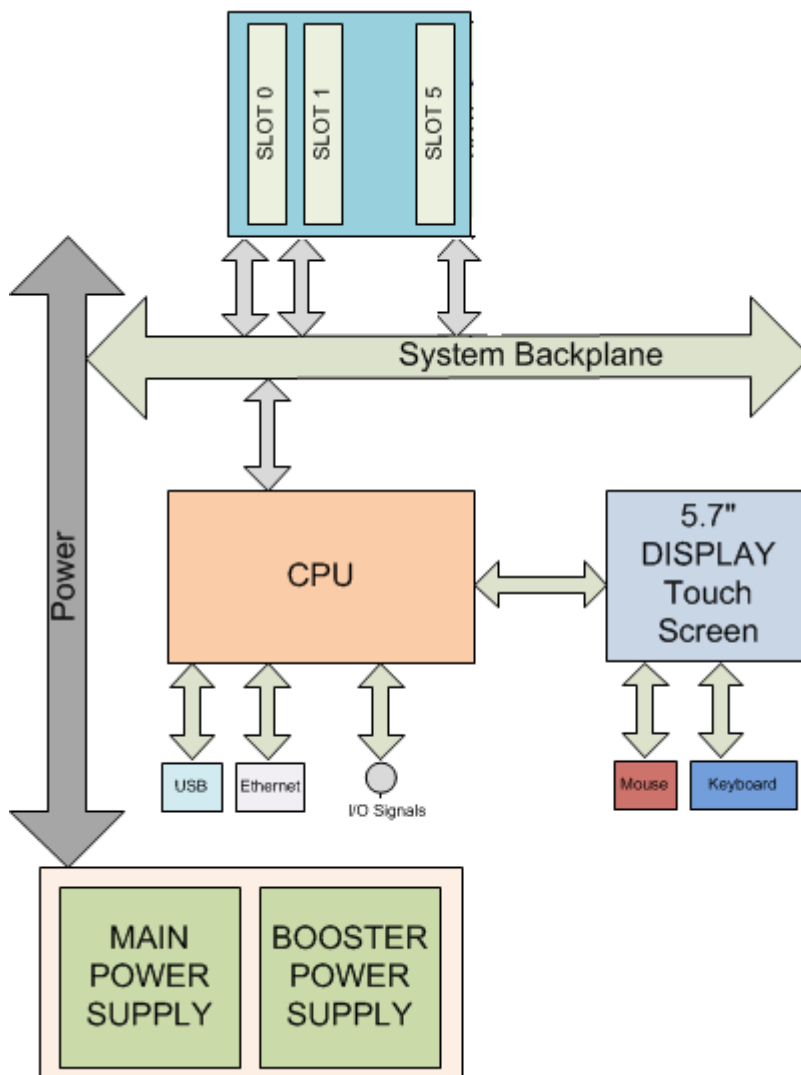 SLOT 0
SLOT 1
SLOT 5
System Backplane
Power
CPU
5.7"
DISPLAY
Touch
Screen
USB
Ethernet
I/O Signals
Mouse
Keyboard
MAIN
POWER
SUPPLY
BOOSTER
POWER
SUPPLY